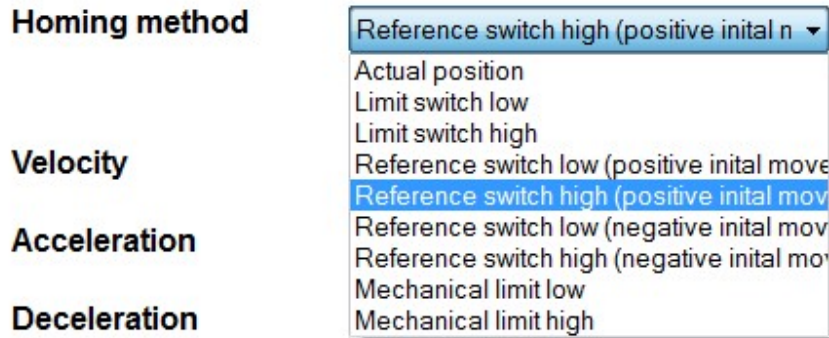 Homing method
Reference switch high (positive inital n
Actual position
Limit switch low
Limit switch high
Velocity
Reference switch low (positive inital move
Reference switch high (positive inital mov
Reference switch low (negative inital mov
Acceleration
Reference switch high (negative inital mo
Mechanical limit low
Deceleration
Mechanical limit high